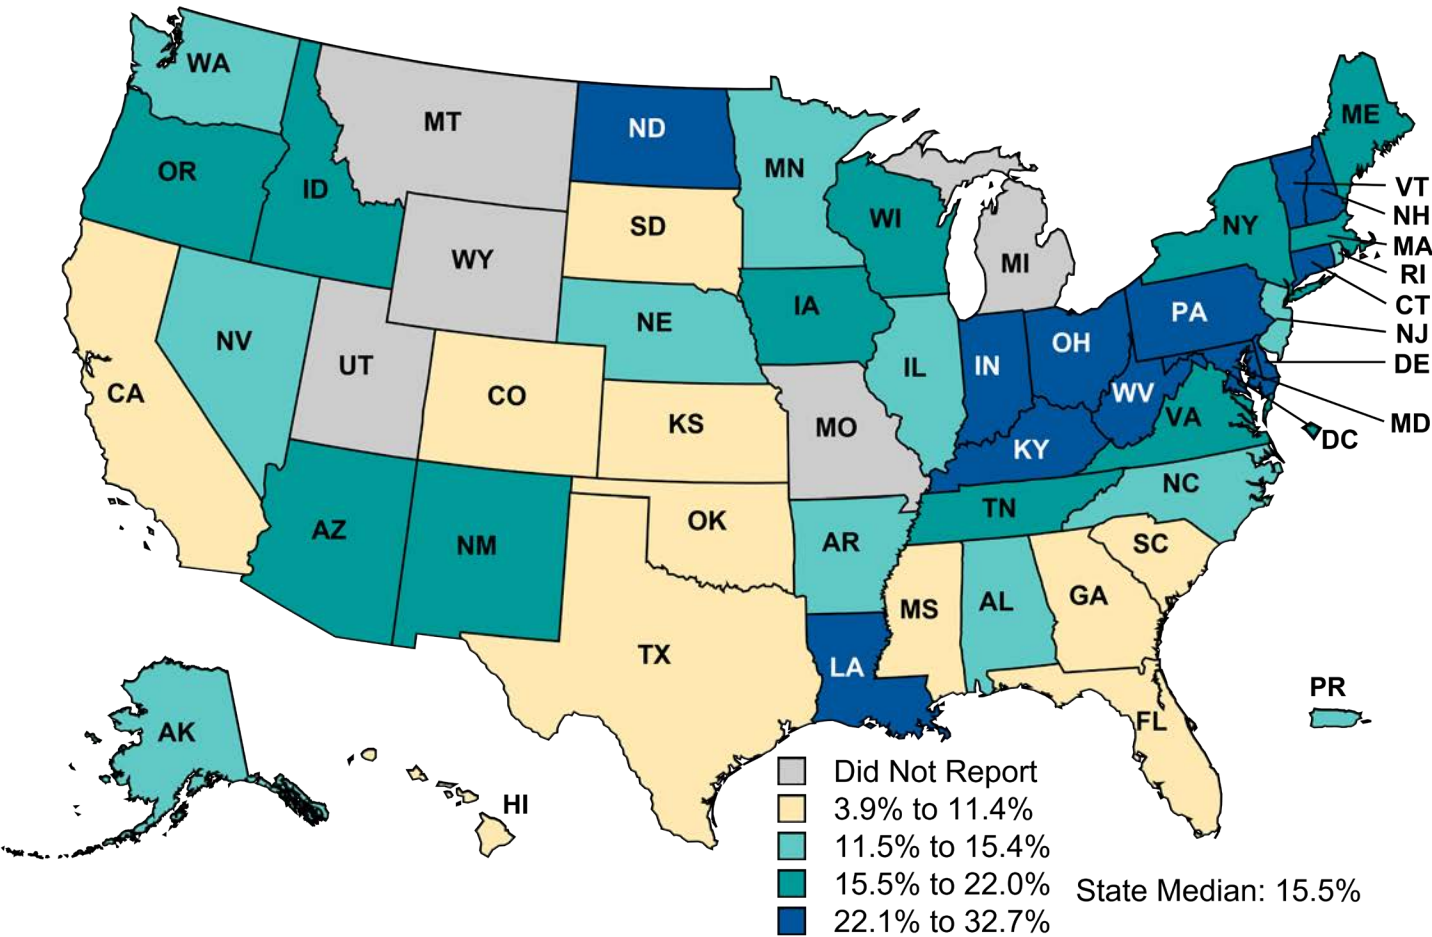 WA
MT
ND
ME
MN
OR
ID
VT
NH
WI
NY
SD
MA
WY
MI
RI
CT
IA
PA
NE
NJ
NV
OH
UT
IL
IN
DE
CO
CA
WV
KS
VA
MD
MO
DC
KY
NC
TN
OK
AZ
NM
AR
SC
GA
AL
MS
TX
LA
PR
FL
AK
HI
Did Not Report
3.9% to 11.4%
11.5% to 15.4%
15.5% to 22.0%
State Median: 15.5%
22.1% to 32.7%